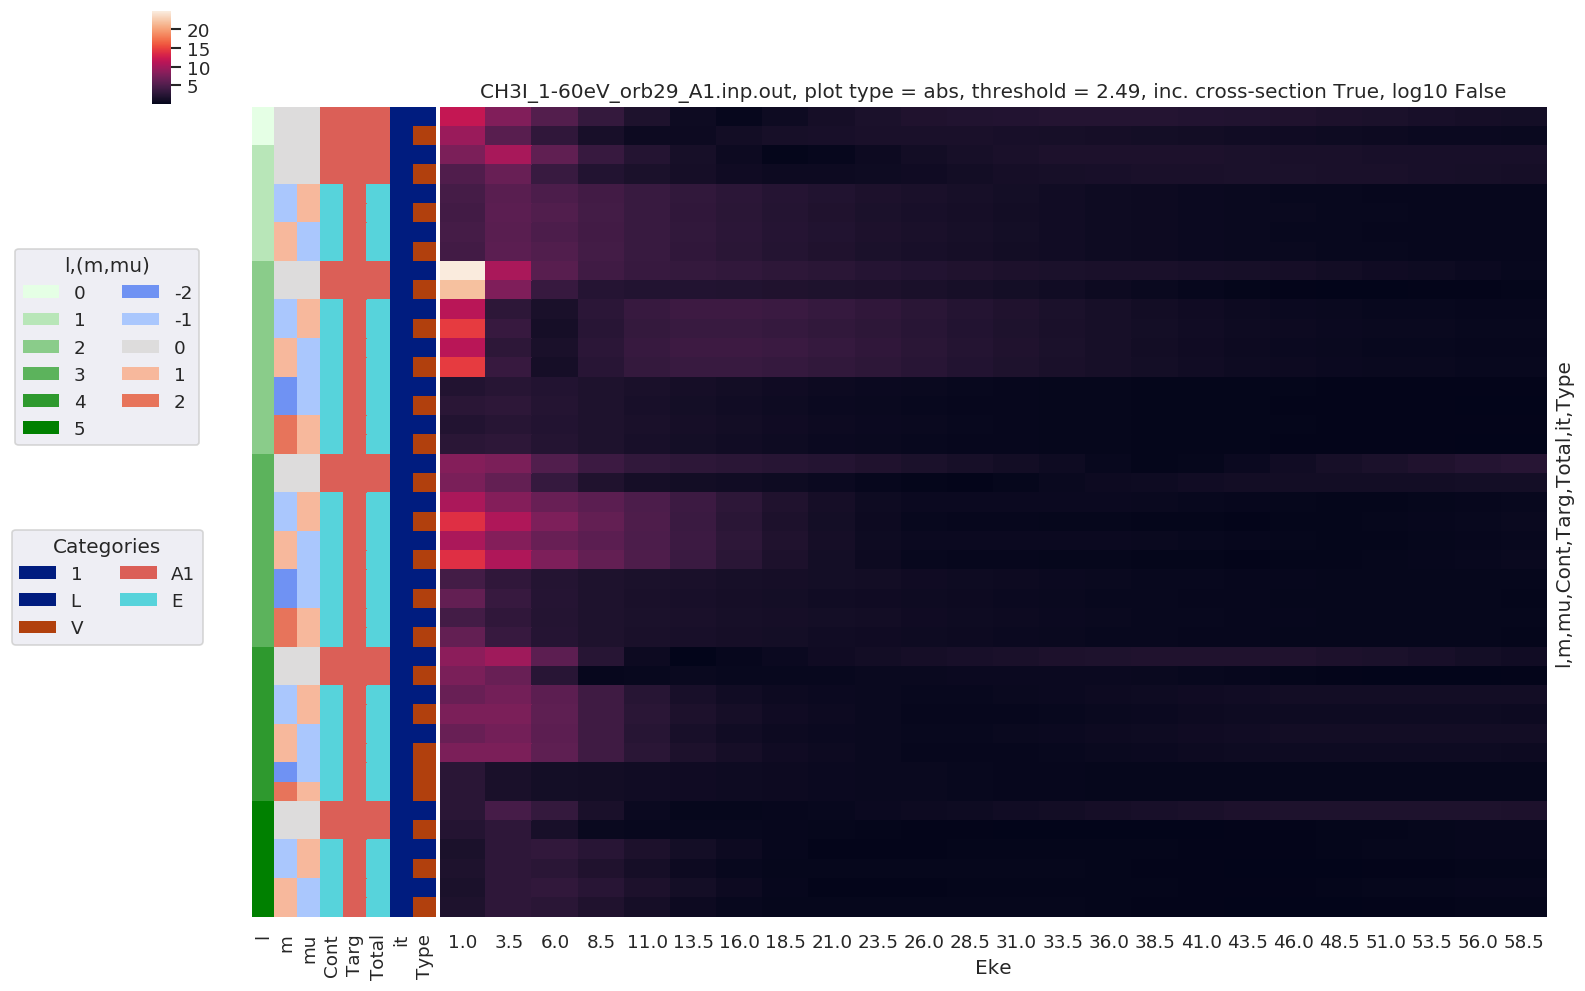 20
15
10
5
CH3I_1-60eV_orb29_A1.inp.out, plot type = abs, threshold = 2.49, inc. cross-section True, log10 False
l,(m,mu)
0 -2
1 -1
2 0
3 1
4 2
5
Categories
1 A1
L E
V
l,m,mu,Cont,Targ,Total,it,Type
l m mu Cont Targ Total it Type
1.0 3.5 6.0 8.5 11.0 13.5 16.0 18.5 21.0 23.5 26.0 28.5 31.0 33.5 36.0 38.5 41.0 43.5 46.0 48.5 51.0 53.5 56.0 58.5
Eke